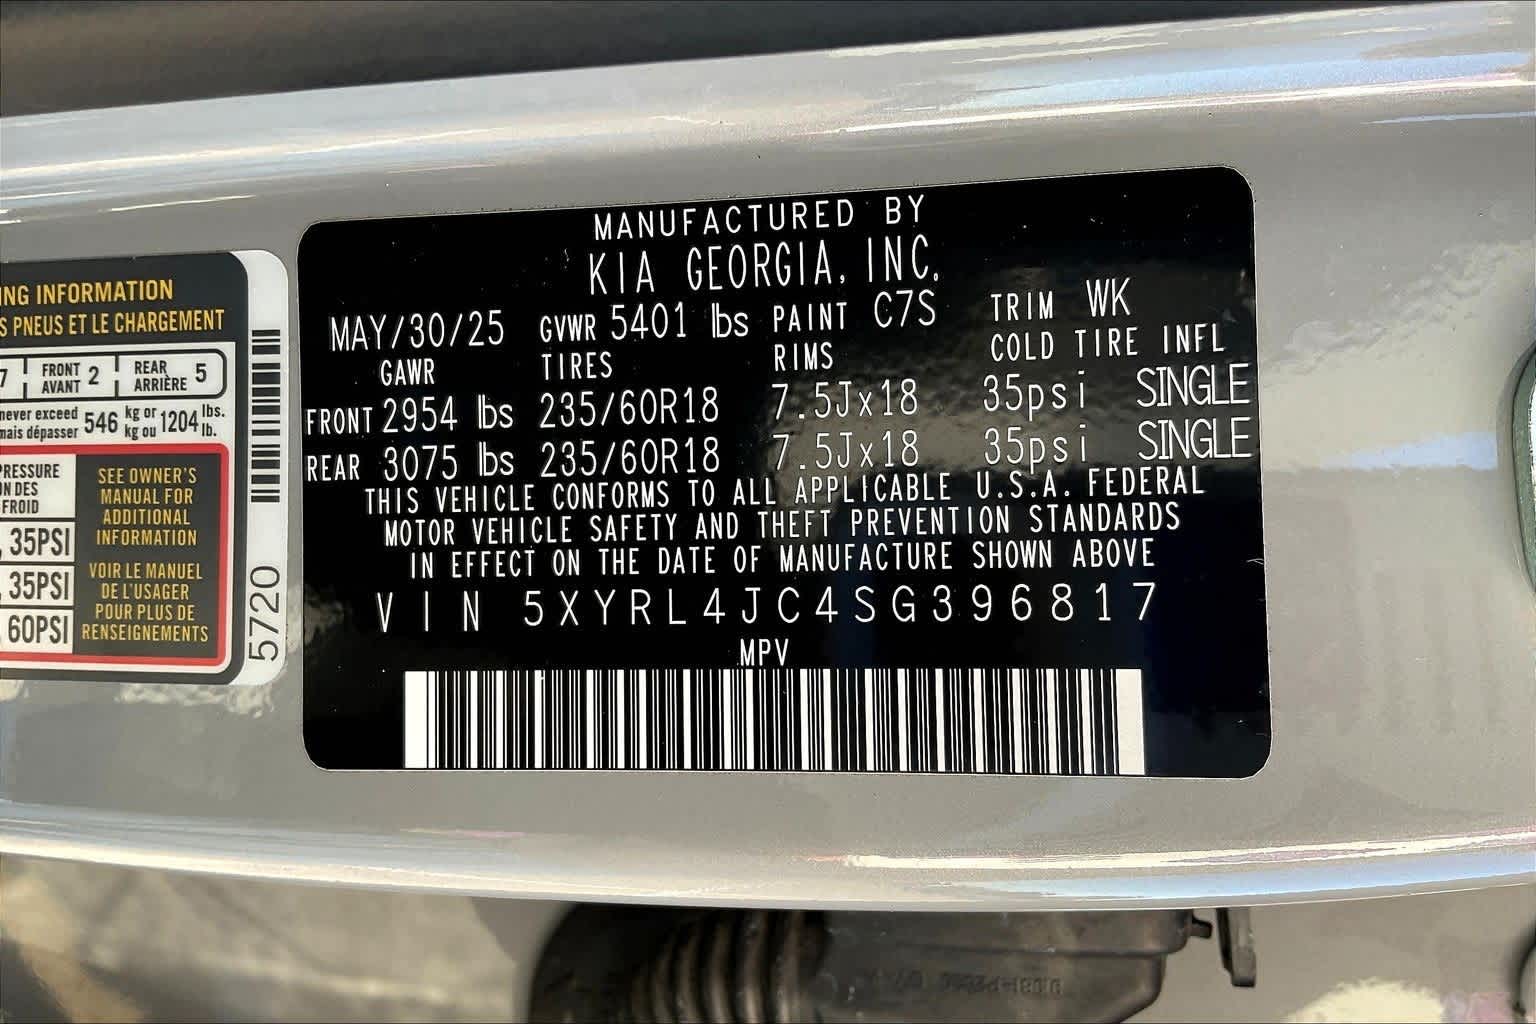 MANUFACTURED BY
KIA GEORGIA, INC.
MAY/30/25 GVWR 5401 lbs PAINT C7S TRIM WK
GAWR TIRES RIMS COLD TIRE INFL
FRONT 2954 lbs 235/60R18 7.5Jx18 35psi SINGLE
REAR 3075 lbs 235/60R18 7.5Jx18 35psi SINGLE
THIS VEHICLE CONFORMS TO ALL APPLICABLE U.S.A. FEDERAL
MOTOR VEHICLE SAFETY AND THEFT PREVENTION STANDARDS
IN EFFECT ON THE DATE OF MANUFACTURE SHOWN ABOVE
VIN 5XYRL4JC4SG396817
MPV
INFORMATION
PNEUS ET LE CHARGEMENT
7 FRONT AVANT 2 REAR ARRIÈRE 5
never exceed 546 kg or 1204 lbs.
mais dépasser kg ou lb.
PRESSURE
DES
FROID
35PSI
35PSI
60PSI
SEE OWNER'S
MANUAL FOR
ADDITIONAL
INFORMATION
VOIR LE MANUEL
DE L'USAGER
POUR PLUS DE
RENSEIGNEMENTS
5720